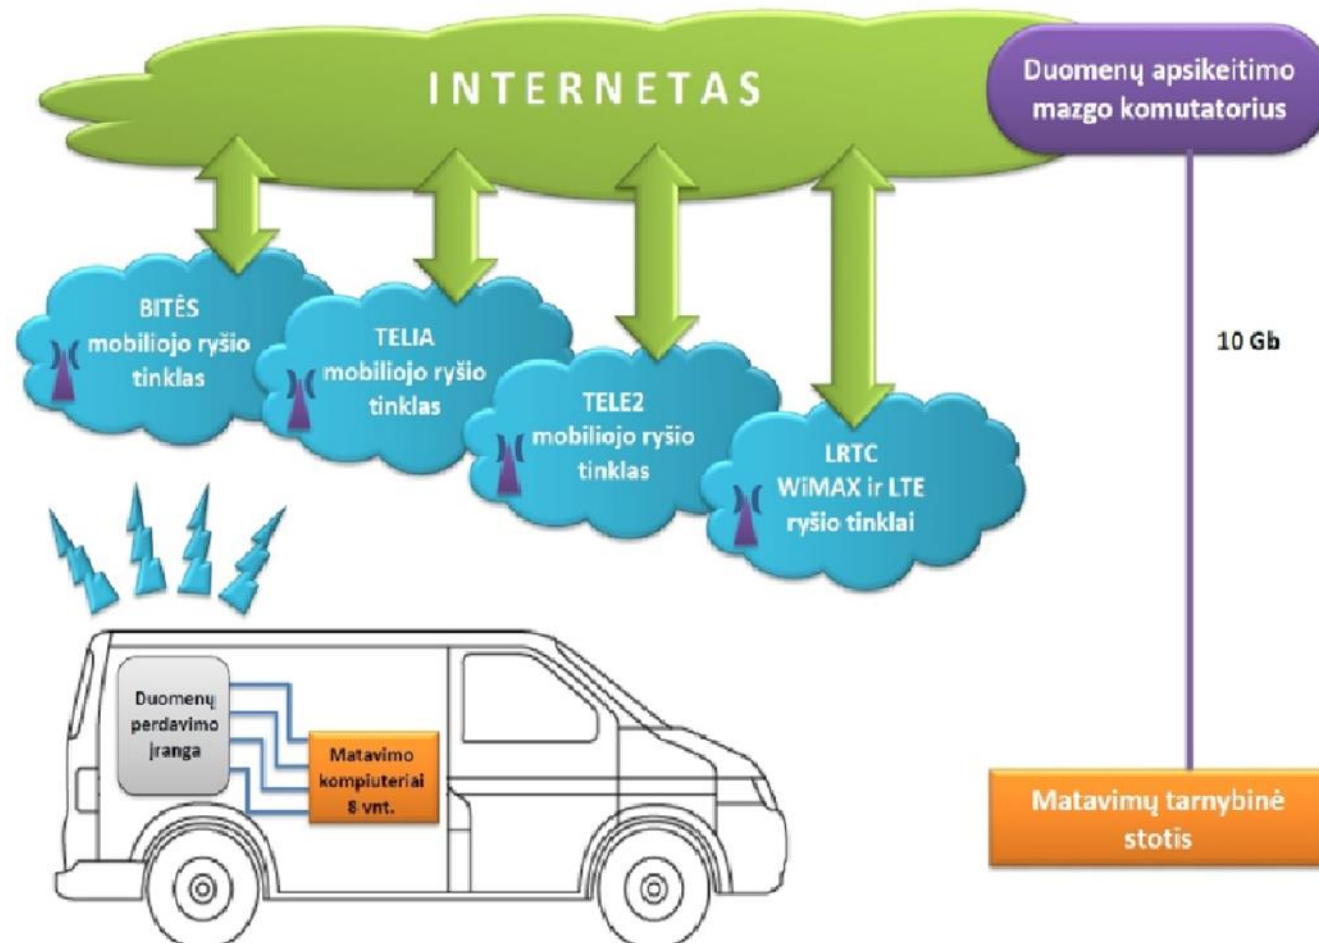 INTERNETAS
Duomenų apsikeitimo
mazgo komutatorius
BITĖS
mobiliojo ryšio
tinklas
TELIA
mobiliojo ryšio
tinklas
TELE2
mobiliojo ryšio
tinklas
LRTC
WiMAX ir LTE
ryšio tinklai
10 Gb
Duomenų
perdavimo
įranga
Matavimo
kompiuteriai
8 vnt.
Matavimų tarnybinė
stotis